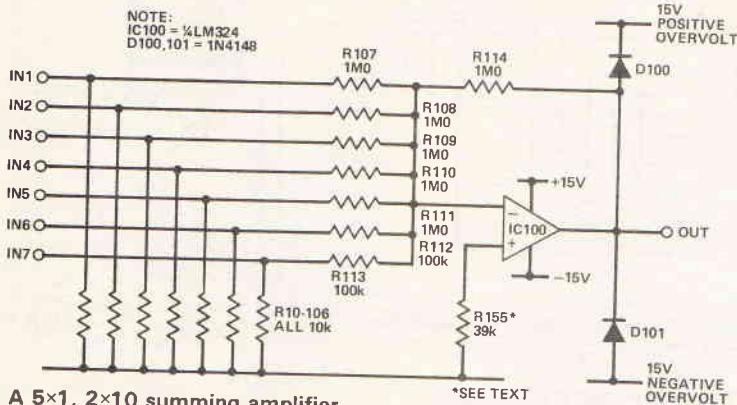 NOTE:
IC100 = ¼LM324
D100,101 = 1N4148
15V
POSITIVE
OVERVOLT
R107
1M0
R114
1M0
D100
IN1
IN2
R108
1M0
IN3
R109
1M0
IN4
R110
1M0
IN5
+15V
R111
1M0
IC100
OUT
IN6
R112
100k
IN7
R113
100k
−15V
R10-106
ALL 10k
R155*
39k
D101
*SEE TEXT
15V
NEGATIVE
OVERVOLT
A 5×1, 2×10 summing amplifier